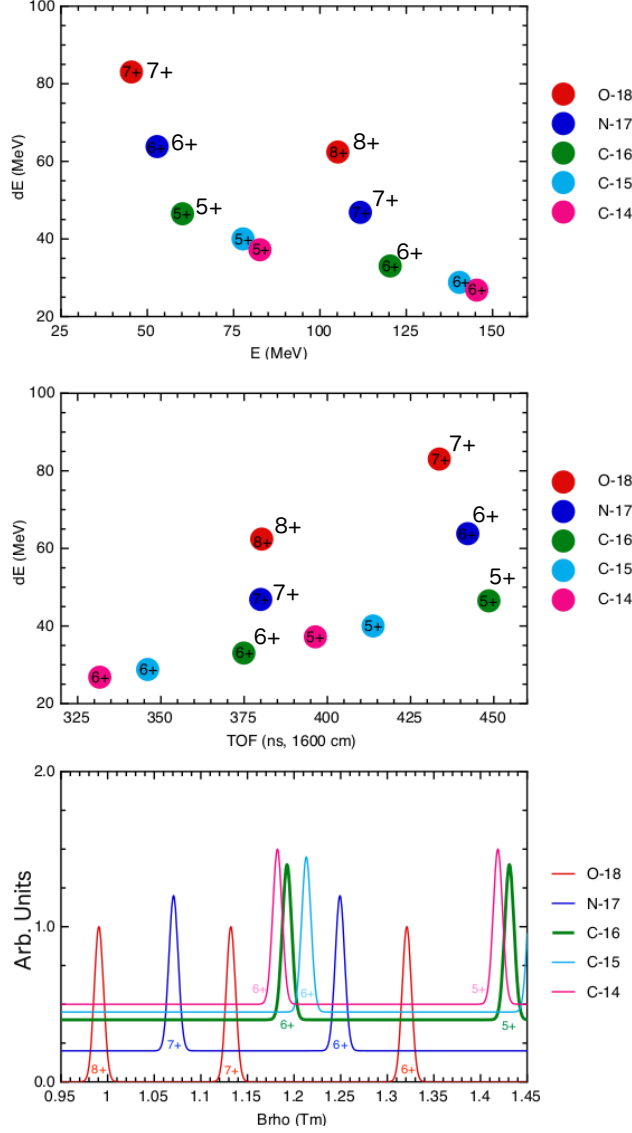 100
80
60
40
20
dE (MeV)
7+ 7+
6+ 6+
5+ 5+
5+
5+
8+ 8+
7+ 7+
6+
6+
6+
6+
25 50 75 100 125 150
E (MeV)
O-18
N-17
C-16
C-15
C-14
100
80
60
40
20
dE (MeV)
7+
7+
6+
6+
8+
8+
5+
5+
7+ 7+
5+
5+
6+
6+
6+
6+
325 350 375 400 425 450
TOF (ns, 1600 cm)
O-18
N-17
C-16
C-15
C-14
2.0
1.0
0.0
Arb. Units
6+ 6+ 5+
6+ 5+
7+ 6+
8+ 7+ 6+
0.95 1 1.05 1.1 1.15 1.2 1.25 1.3 1.35 1.4 1.45
Brho (Tm)
O-18
N-17
C-16
C-15
C-14